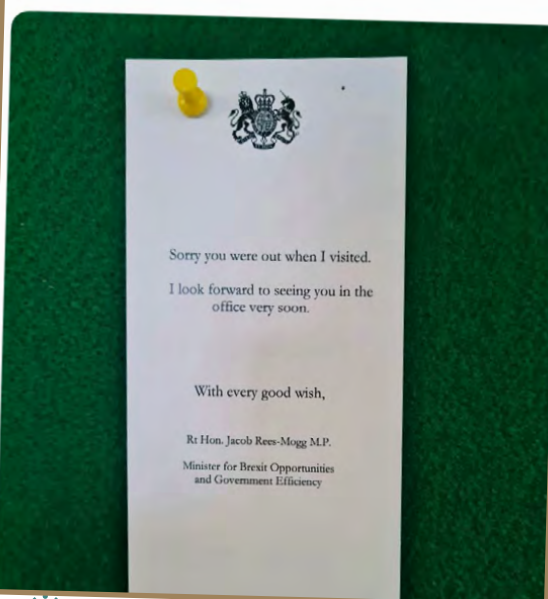 Sorry you were out when I visited.
I look forward to seeing you in the
office very soon.
With every good wish,
Rt Hon. Jacob Rees-Mogg M.P.
Minister for Brexit Opportunities
and Government Efficiency